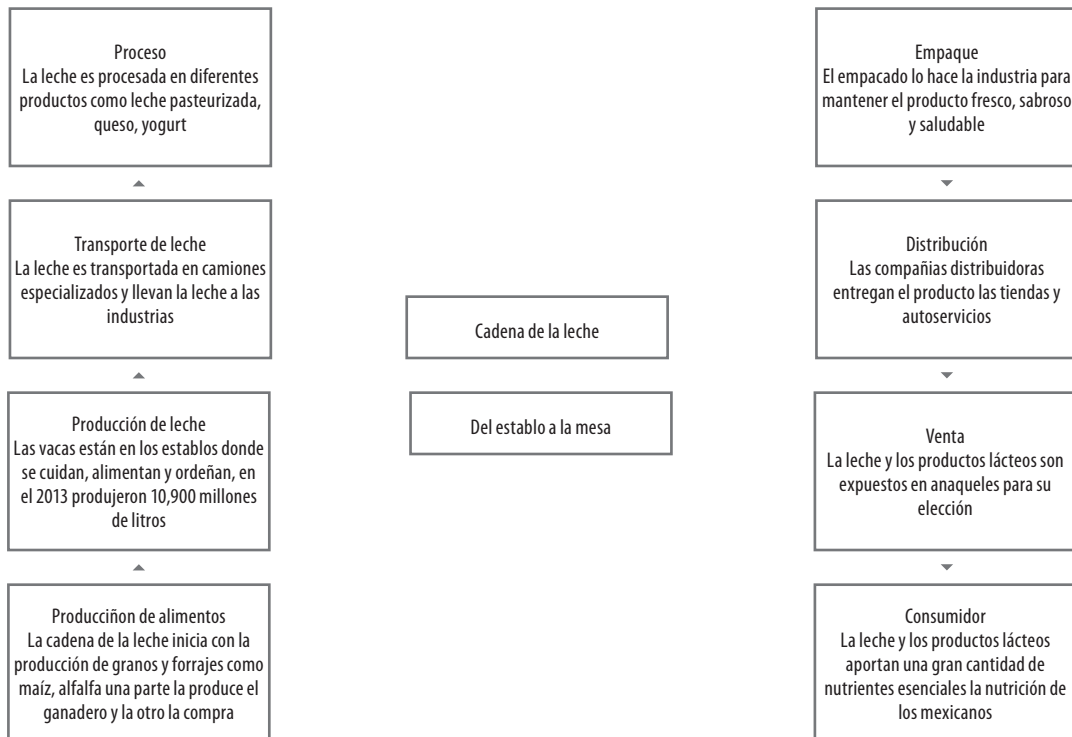 Proceso
La leche es procesada en diferentes
productos como leche pasteurizada,
queso, yogurt
Transporte de leche
La leche es transportada en camiones
especializados y llevan la leche a las
industrias
Producción de leche
Las vacas están en los establos donde
se cuidan, alimentan y ordeñan, en
el 2013 produjeron 10,900 millones
de litros
Producciñon de alimentos
La cadena de la leche inicia con la
producción de granos y forrajes como
maíz, alfalfa una parte la produce el
ganadero y la otro la compra
Cadena de la leche
Del establo a la mesa
Empaque
El empacado lo hace la industria para
mantener el producto fresco, sabroso
y saludable
Distribución
Las compañias distribuidoras
entregan el producto las tiendas y
autoservicios
Venta
La leche y los productos lácteos son
expuestos en anaqueles para su
elección
Consumidor
La leche y los productos lácteos
aportan una gran cantidad de
nutrientes esenciales la nutrición de
los mexicanos